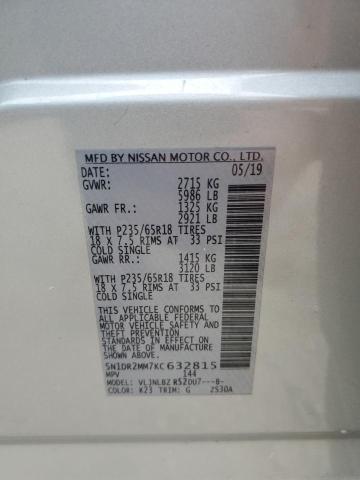 MFD BY NISSAN MOTOR CO., LTD.
DATE: 05/19
GVWR: 2715 KG
5986 LB
GAWR FR.: 1325 KG
2921 LB
WITH P235/65R18 TIRES
18 X 7.5 RIMS AT 33 PSI
COLD SINGLE
GAWR RR.: 1415 KG
3120 LB
WITH P235/65R18 TIRES
18 X 7.5 RIMS AT 33 PSI
COLD SINGLE
THIS VEHICLE CONFORMS TO
ALL APPLICABLE FEDERAL
MOTOR VEHICLE SAFETY AND
THEFT PREVENTION STANDARDS
IN EFFECT ON THE DATE OF
MANUFACTURE SHOWN ABOVE.
5N1DR2MM7KC632815
MPV 144
MODEL: VLJNLBZ R52DU7---B-
COLOR: K23 TRIM: G 2S30A